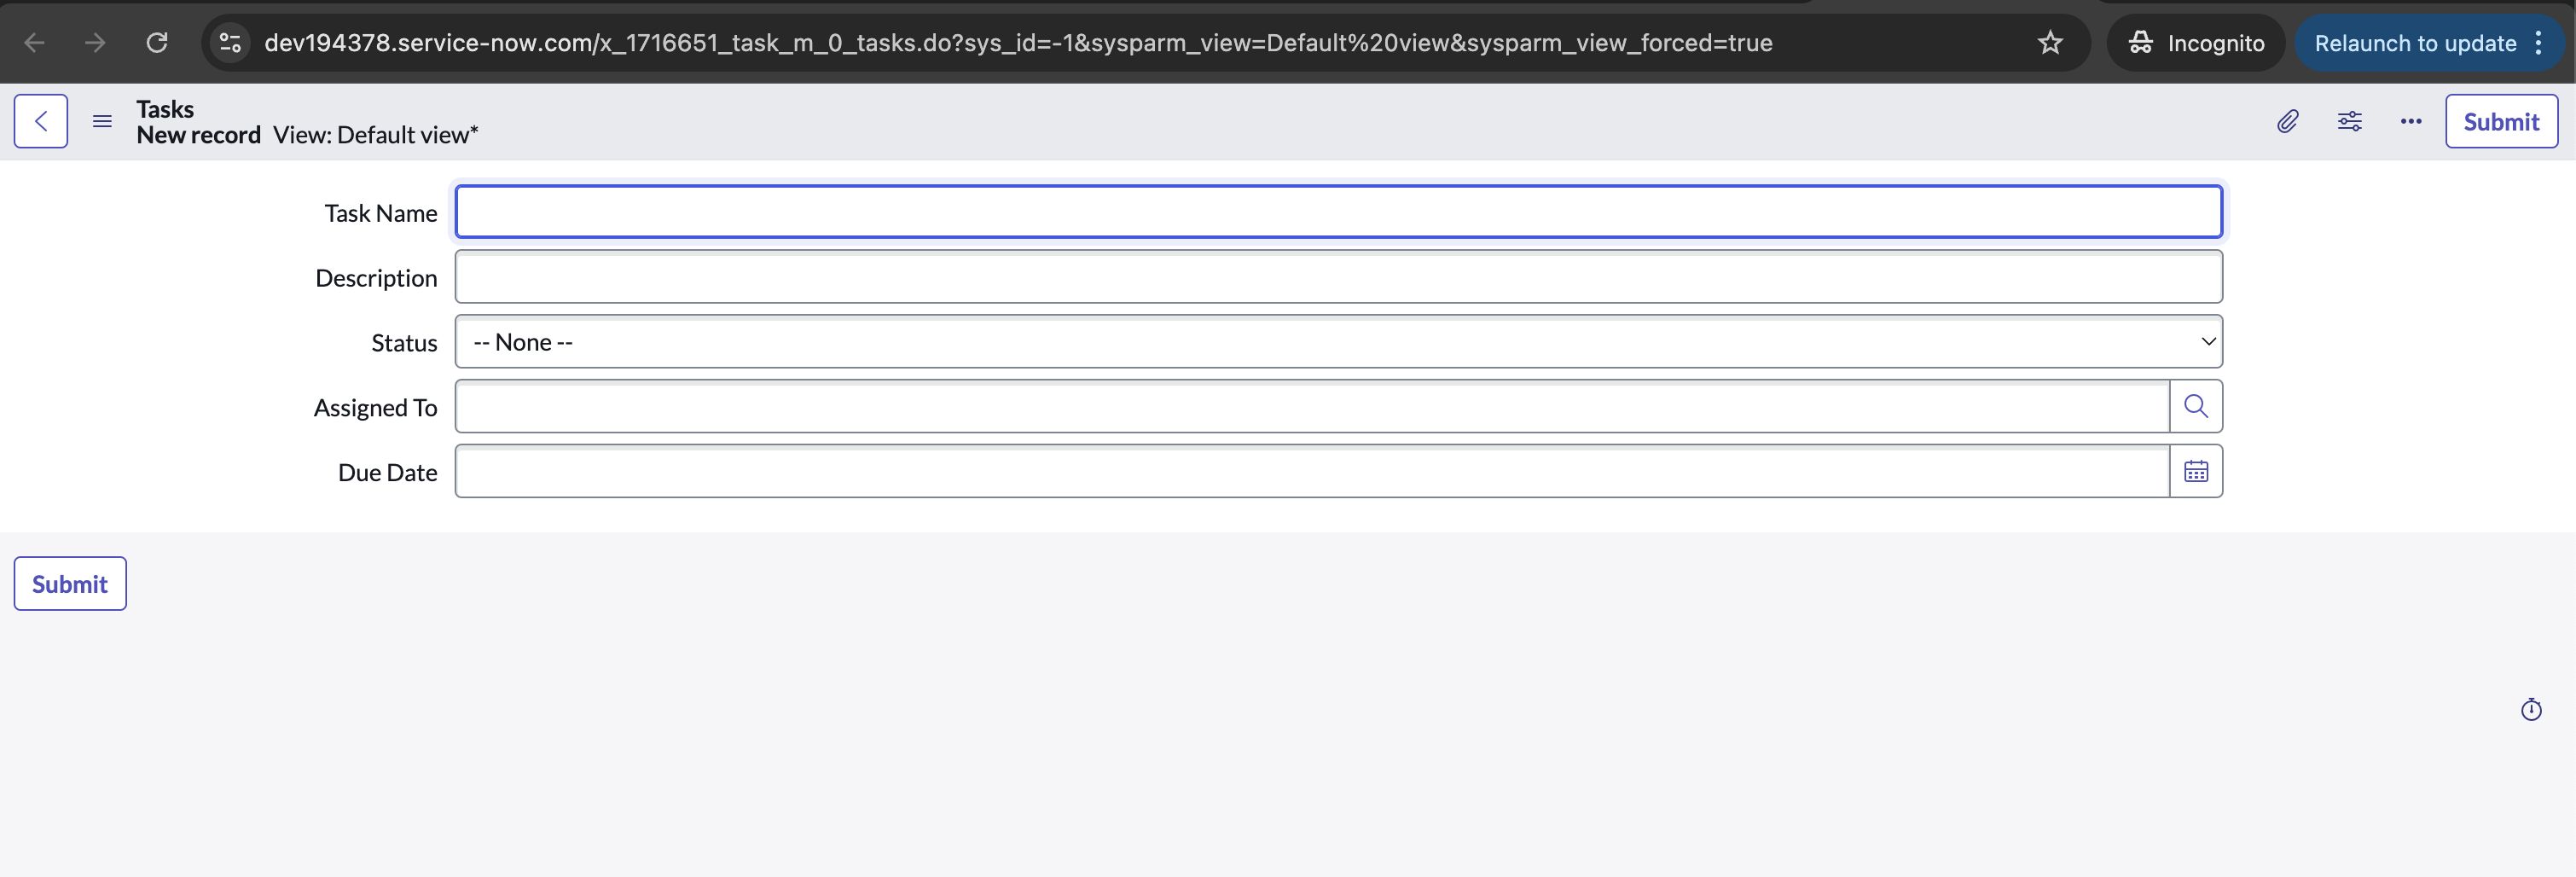 dev194378.service-now.com/x_1716651_task_m_0_tasks.do?sys_id=-1&sysparm_view=Default%20view&sysparm_view_forced=true
Incognito
Relaunch to update
Tasks
New record View: Default view*
Submit
Task Name
Description
Status -- None --
Assigned To
Due Date
Submit